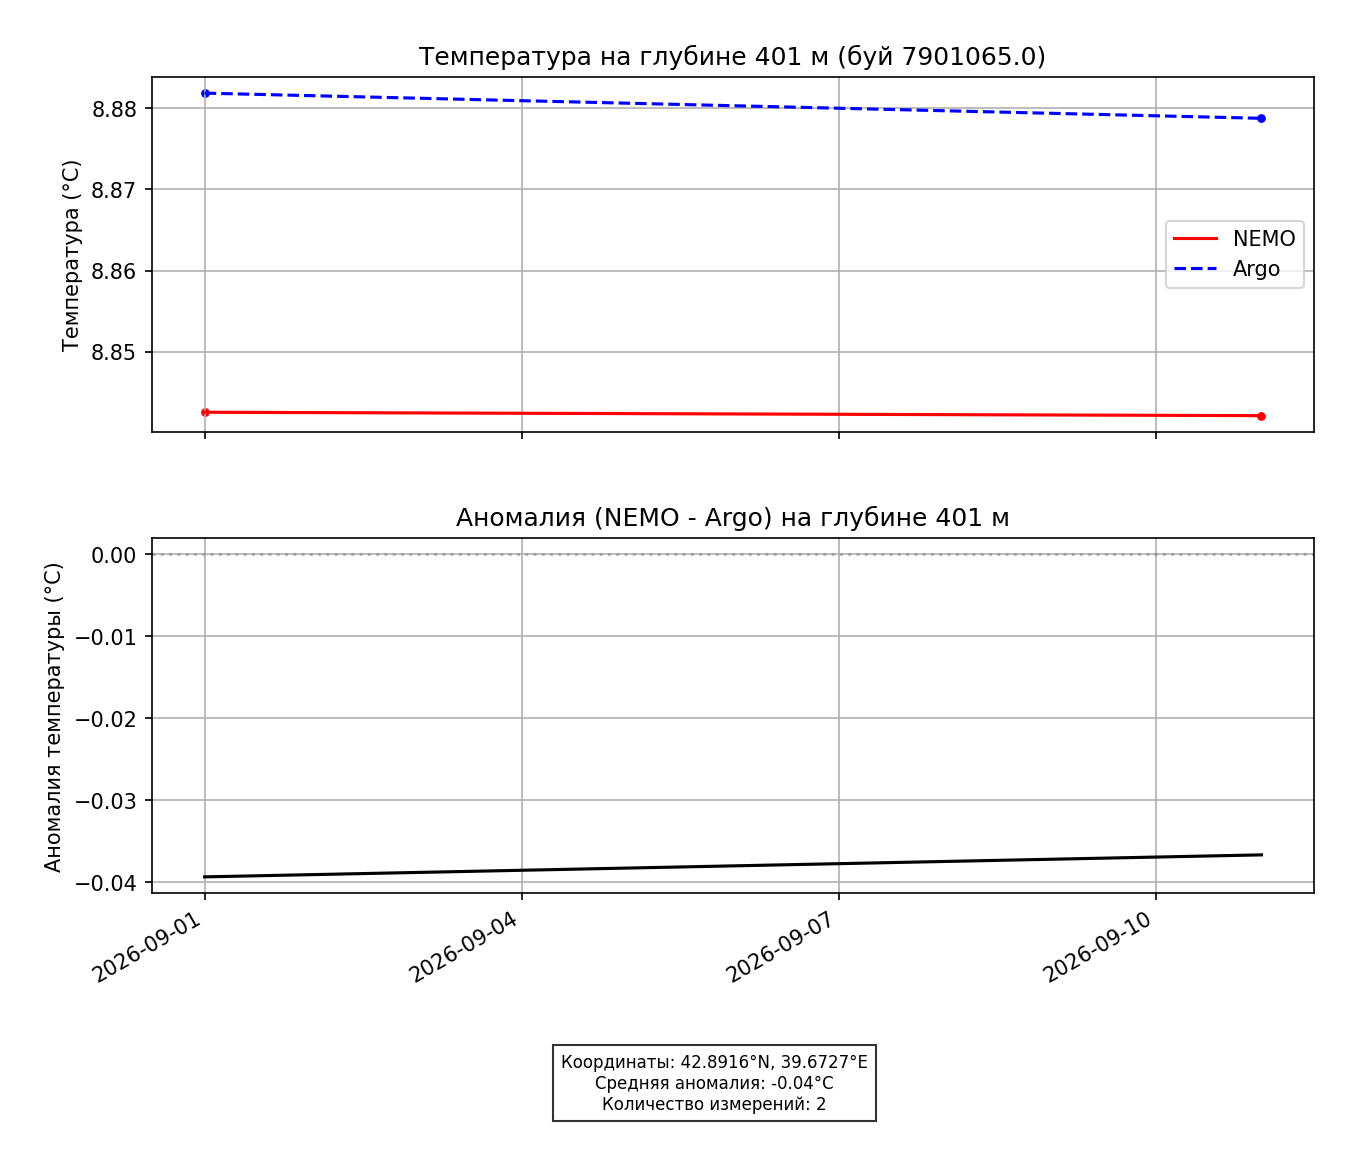 Температура на глубине 401 м (буй 7901065.0)
Температура (°C)
8.88
8.87
8.86
8.85
NEMO
Argo
Аномалия (NEMO - Argo) на глубине 401 м
Аномалия температуры (°C)
0.00
−0.01
−0.02
−0.03
−0.04
2026-09-01
2026-09-04
2026-09-07
2026-09-10
Координаты: 42.8916°N, 39.6727°E
Средняя аномалия: -0.04°C
Количество измерений: 2